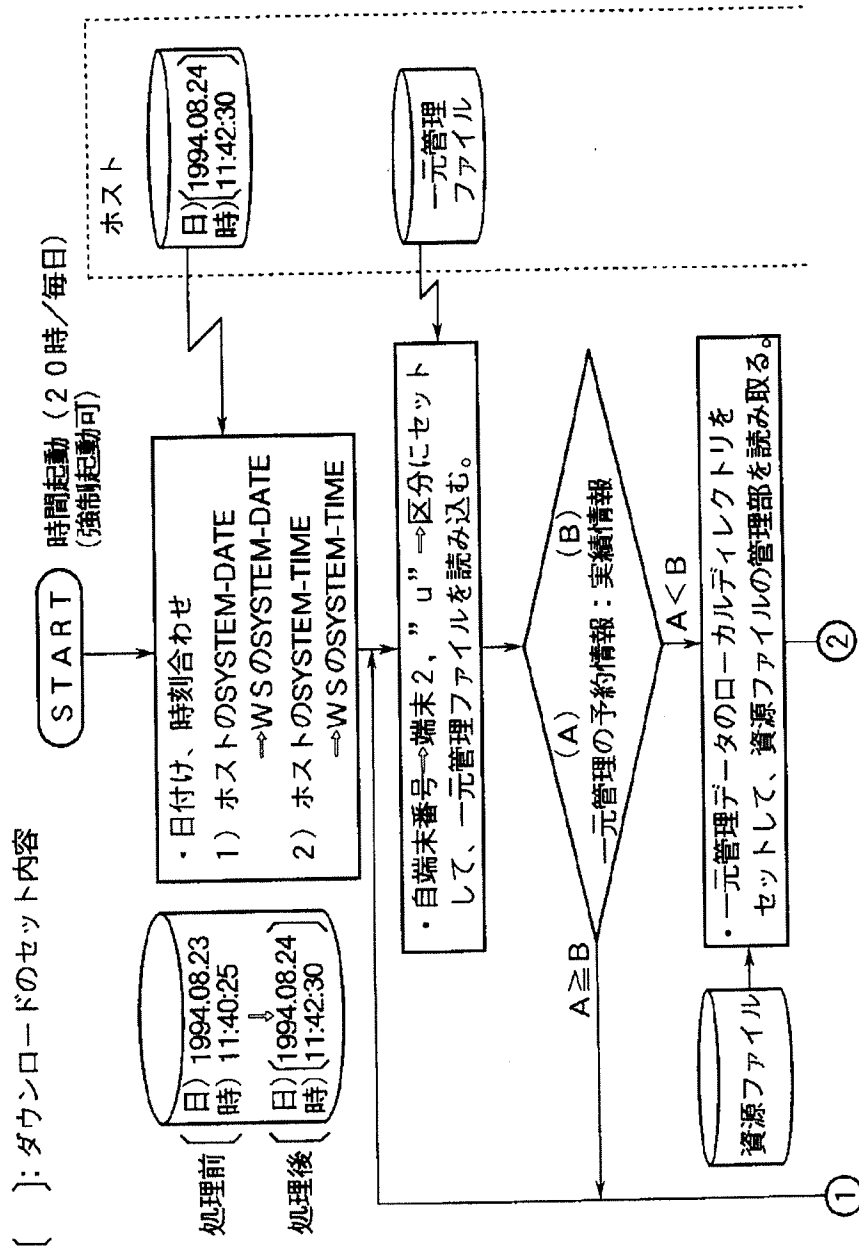 〔　〕: ダウンロードのセット内容
START
時間起動（２０時／毎日）
（強制起動可）
ホスト
日）〔1994.08.24
時）〔11:42:30〕
処理前
日）1994.08.23
時）11:40:25
⇩
処理後
日）〔1994.08.24
時）〔11:42:30〕
・日付け、時刻合わせ
１）ホストのSYSTEM-DATE
⇨ＷＳのSYSTEM-DATE
２）ホストのSYSTEM-TIME
⇨ＷＳのSYSTEM-TIME
一元管理
ファイル
・自端末番号⇨端末２、”ｕ”⇨区分にセット
して、一元管理ファイルを読み込む。
（Ａ）　（Ｂ）
一元管理の予約情報：実績情報
Ａ≧Ｂ
Ａ＜Ｂ
資源ファイル
・一元管理データのローカルディレクトリを
セットして、資源ファイルの管理部を読み取る。
①
②